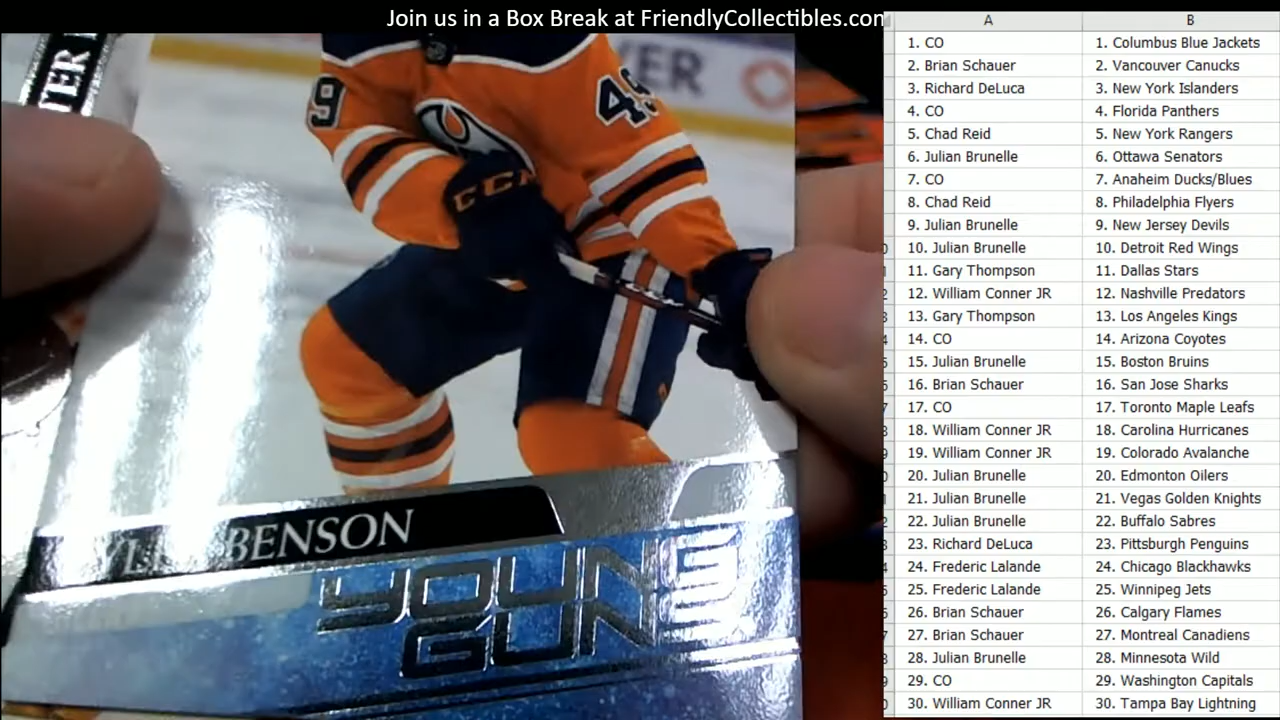 Join us in a Box Break at FriendlyCollectibles.com
A B
1. CO 1. Columbus Blue Jackets
2. Brian Schauer 2. Vancouver Canucks
3. Richard DeLuca 3. New York Islanders
4. CO 4. Florida Panthers
5. Chad Reid 5. New York Rangers
6. Julian Brunelle 6. Ottawa Senators
7. CO 7. Anaheim Ducks/Blues
8. Chad Reid 8. Philadelphia Flyers
9. Julian Brunelle 9. New Jersey Devils
10. Julian Brunelle 10. Detroit Red Wings
11. Gary Thompson 11. Dallas Stars
12. William Conner JR 12. Nashville Predators
13. Gary Thompson 13. Los Angeles Kings
14. CO 14. Arizona Coyotes
15. Julian Brunelle 15. Boston Bruins
16. Brian Schauer 16. San Jose Sharks
17. CO 17. Toronto Maple Leafs
18. William Conner JR 18. Carolina Hurricanes
19. William Conner JR 19. Colorado Avalanche
20. Julian Brunelle 20. Edmonton Oilers
21. Julian Brunelle 21. Vegas Golden Knights
22. Julian Brunelle 22. Buffalo Sabres
23. Richard DeLuca 23. Pittsburgh Penguins
24. Frederic Lalande 24. Chicago Blackhawks
25. Frederic Lalande 25. Winnipeg Jets
26. Brian Schauer 26. Calgary Flames
27. Brian Schauer 27. Montreal Canadiens
28. Julian Brunelle 28. Minnesota Wild
29. CO 29. Washington Capitals
30. William Conner JR 30. Tampa Bay Lightning
49
CCM
BENSON
YOUNG
GUNS